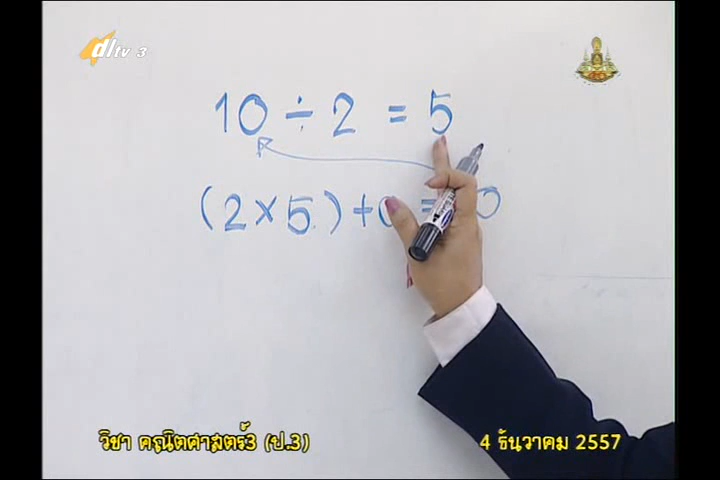 dltv 3
10 ÷ 2 = 5
(2 × 5) + 0 = 10
วิชา คณิตศาสตร์3 (ป.3)
4 ธันวาคม 2557